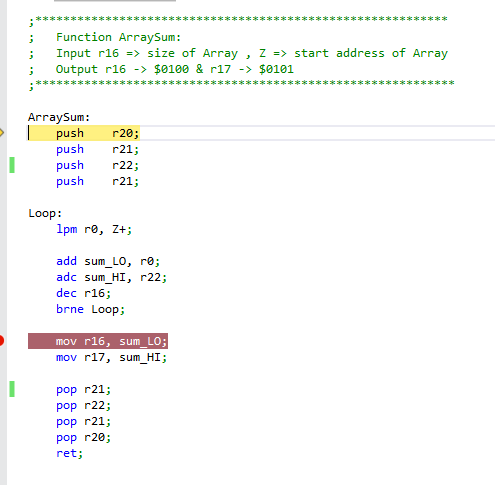 ;***********************************************************
;   Function ArraySum:
;   Input r16 => size of Array , Z => start address of Array
;   Output r16 -> $0100 & r17 -> $0101
;************************************************************
ArraySum:
    push    r20;
    push    r21;
    push    r22;
    push    r21;
Loop:
    lpm r0, Z+;
    add sum_LO, r0;
    adc sum_HI, r22;
    dec r16;
    brne Loop;
    mov r16, sum_LO;
    mov r17, sum_HI;
    pop r21;
    pop r22;
    pop r21;
    pop r20;
    ret;